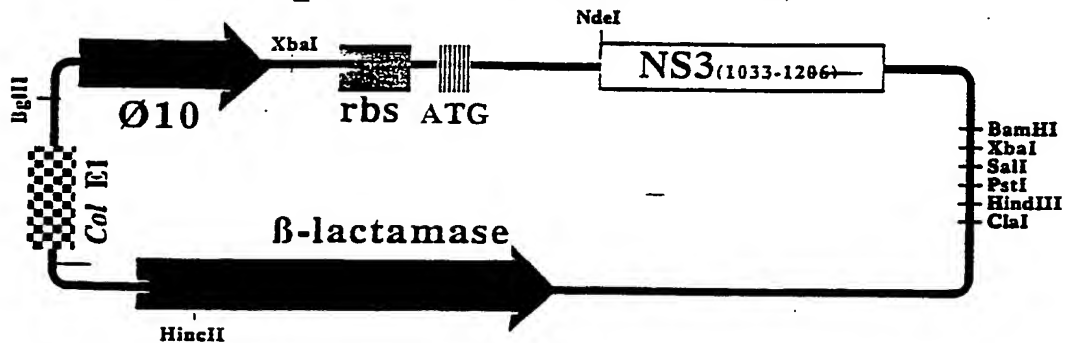 NdeI
XbaI
NS3(1033-1206)
BglII
Ø10
rbs
ATG
BamHI
XbaI
SalI
PstI
HindIII
ClaI
Col E1
ß-lactamase
HincII